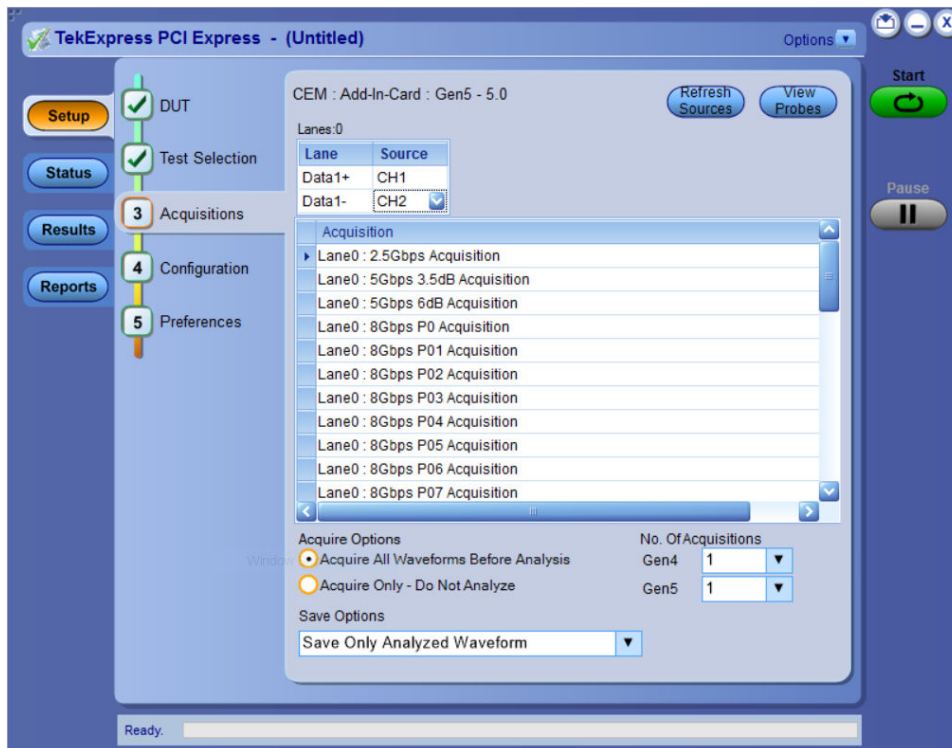 TekExpress PCI Express - (Untitled)
Options
Setup
Status
Results
Reports
DUT
Test Selection
3 Acquisitions
4 Configuration
5 Preferences
CEM : Add-In-Card : Gen5 - 5.0
Refresh Sources
View Probes
Start
Pause
Lanes:0
Lane Source
Data1+ CH1
Data1- CH2
Acquisition
Lane0 : 2.5Gbps Acquisition
Lane0 : 5Gbps 3.5dB Acquisition
Lane0 : 5Gbps 6dB Acquisition
Lane0 : 8Gbps P0 Acquisition
Lane0 : 8Gbps P01 Acquisition
Lane0 : 8Gbps P02 Acquisition
Lane0 : 8Gbps P03 Acquisition
Lane0 : 8Gbps P04 Acquisition
Lane0 : 8Gbps P05 Acquisition
Lane0 : 8Gbps P06 Acquisition
Lane0 : 8Gbps P07 Acquisition
Acquire Options
Window
Acquire All Waveforms Before Analysis
Acquire Only - Do Not Analyze
No. Of Acquisitions
Gen4 1
Gen5 1
Save Options
Save Only Analyzed Waveform
Ready.